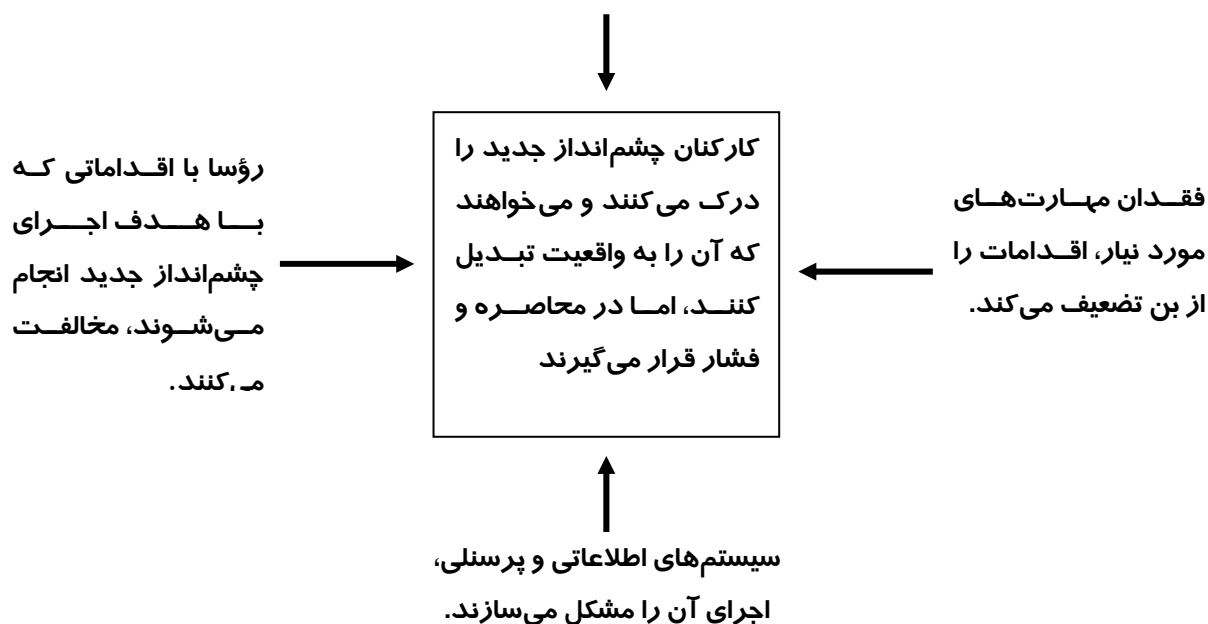 کارکنان چشم‌انداز جدید را
درک می‌کنند و می‌خواهند
که آن را به واقعیت تبدیل
کنند، اما در محاصره و
فشار قرار می‌گیرند
فقدان مهارت‌های
مورد نیار، اقدامات را
از بن تضعیف می‌کند.
رؤسا با اقداماتی که
با هدف اجرای
چشم‌انداز جدید انجام
می‌شوند، مخالفت
می‌کنند.
سیستم‌های اطلاعاتی و پرسنلی،
اجرای آن را مشکل می‌سازند.